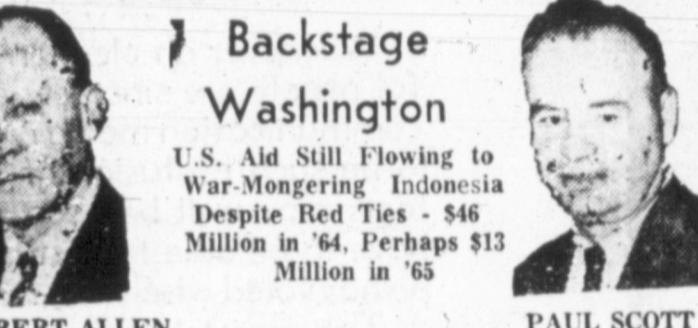 Backstage
Washington
U.S. Aid Still Flowing to
War-Mongering Indonesia
Despite Red Ties - $46
Million in '64, Perhaps $13
Million in '65
ALLEN
PAUL SCOTT